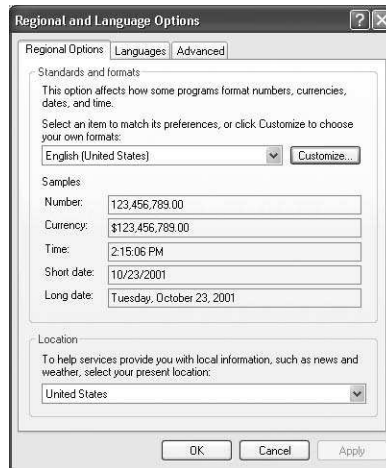 Regional and Language Options
Regional Options Languages Advanced
Standards and formats
This option affects how some programs format numbers, currencies,
dates, and time.
Select an item to match its preferences, or click Customize to choose
your own formats:
English (United States) Customize...
Samples
Number: 123,456,789.00
Currency: $123,456,789.00
Time: 2:15:06 PM
Short date: 10/23/2001
Long date: Tuesday, October 23, 2001
Location
To help services provide you with local information, such as news and
weather, select your present location:
United States
OK Cancel Apply